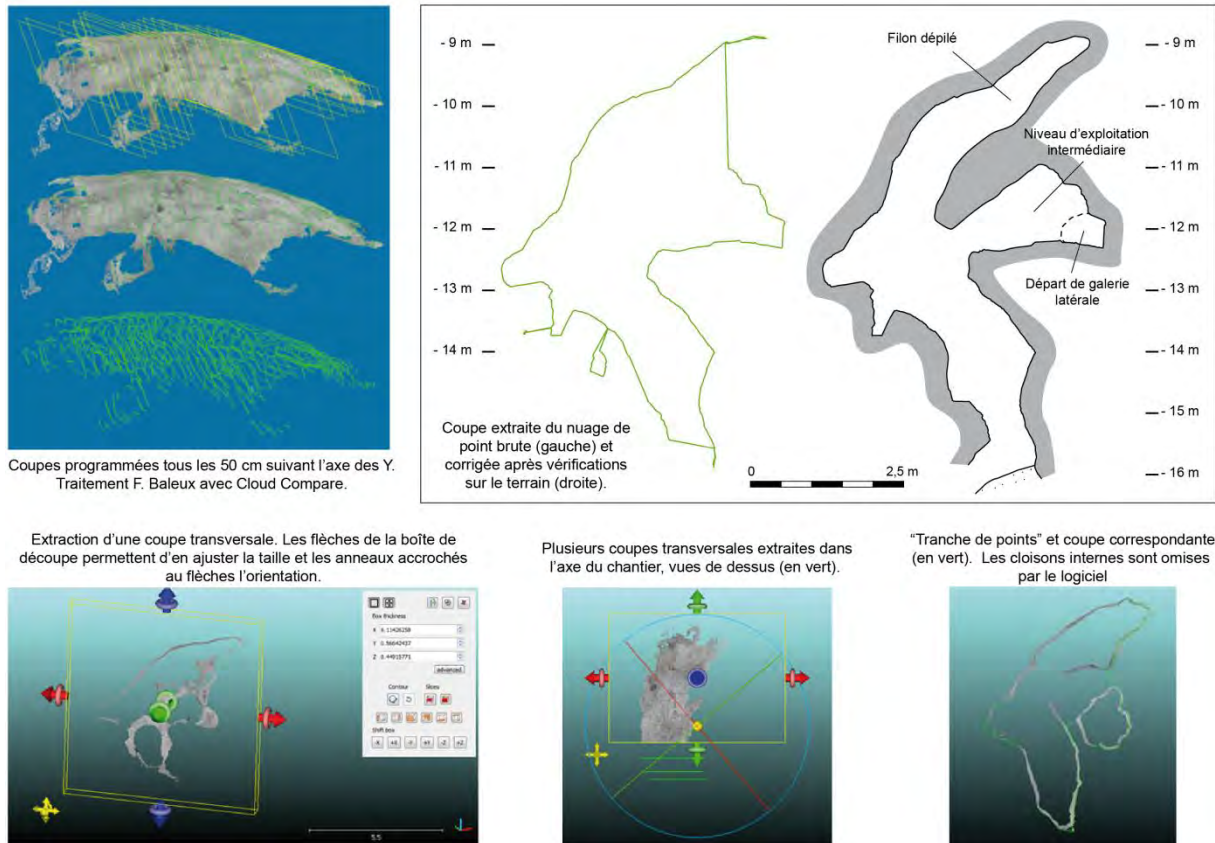 Coupes programmées tous les 50 cm suivant l'axe des Y.
Traitement F. Baleux avec Cloud Compare.
- 9 m
- 10 m
- 11 m
- 12 m
- 13 m
- 14 m
Coupe extraite du nuage de
point brute (gauche) et
corrigée après vérifications
sur le terrain (droite).
0
2,5 m
Filon dépilé
Niveau d'exploitation
intermédiaire
Départ de galerie
latérale
- 9 m
- 10 m
- 11 m
- 12 m
- 13 m
- 14 m
- 15 m
- 16 m
Extraction d'une coupe transversale. Les flèches de la boîte de
découpe permettent d'en ajuster la taille et les anneaux accrochés
au flèches l'orientation.
Box thickness
X
Y
Z
advanced
Contour
Slices
Shift box
-X +X -Y +Y -Z +Z
5.5
Plusieurs coupes transversales extraites dans
l'axe du chantier, vues de dessus (en vert).
"Tranche de points" et coupe correspondante
(en vert). Les cloisons internes sont omises
par le logiciel